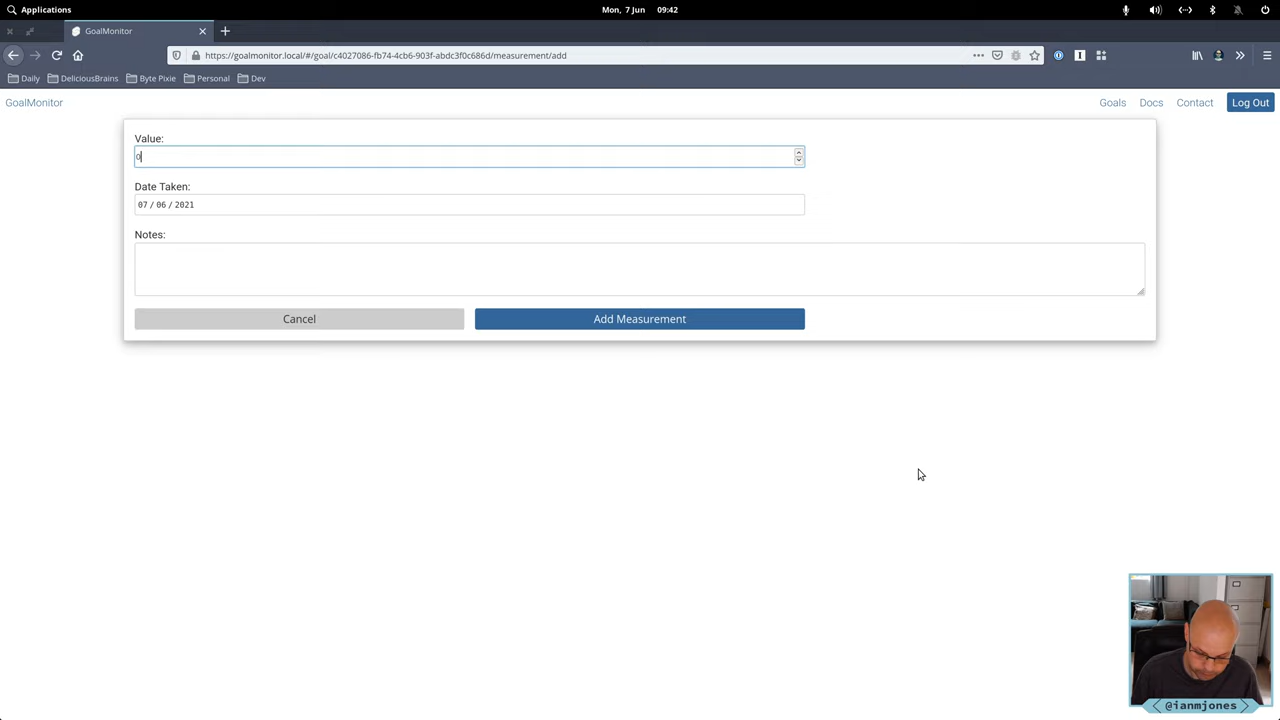 Applications
Mon, 7 Jun 09:42
GoalMonitor
https://goalmonitor.local/#/goal/c4027086-fb74-4cb6-903f-abdc3f0c686d/measurement/add
Daily
DeliciousBrains
Byte Pixie
Personal
Dev
GoalMonitor
Goals
Docs
Contact
Log Out
Value:
0
Date Taken:
07 / 06 / 2021
Notes:
Cancel
Add Measurement
@ianmjones